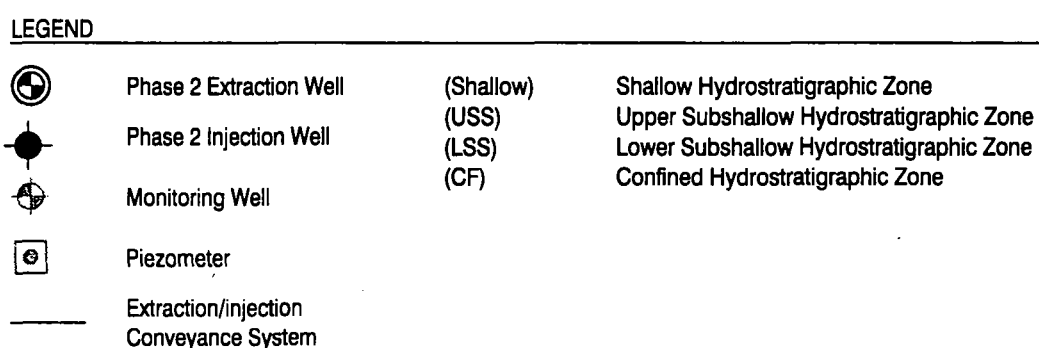 LEGEND
Phase 2 Extraction Well
Phase 2 Injection Well
Monitoring Well
Piezometer
Extraction/injection
Conveyance System
(Shallow) Shallow Hydrostratigraphic Zone
(USS) Upper Subshallow Hydrostratigraphic Zone
(LSS) Lower Subshallow Hydrostratigraphic Zone
(CF) Confined Hydrostratigraphic Zone